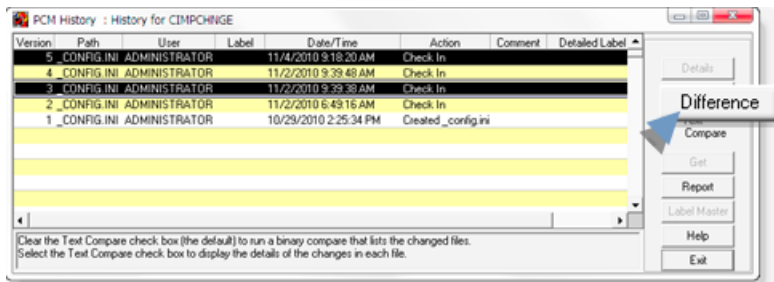 PCM History : History for CIMPCHNGE
Version Path User Label Date/Time Action Comment Detailed Label
5 _CONFIG.INI ADMINISTRATOR 11/4/2010 9:18:20 AM Check In
4 _CONFIG.INI ADMINISTRATOR 11/2/2010 9:39:48 AM Check In
3 _CONFIG.INI ADMINISTRATOR 11/2/2010 9:39:38 AM Check In
2 _CONFIG.INI ADMINISTRATOR 11/2/2010 6:49:16 AM Check In
1 _CONFIG.INI ADMINISTRATOR 10/29/2010 2:25:34 PM Created _config.ini
Details
Difference
Compare
Get
Report
Label Master
Help
Exit
Clear the Text Compare check box (the default) to run a binary compare that lists the changed files.
Select the Text Compare check box to display the details of the changes in each file.